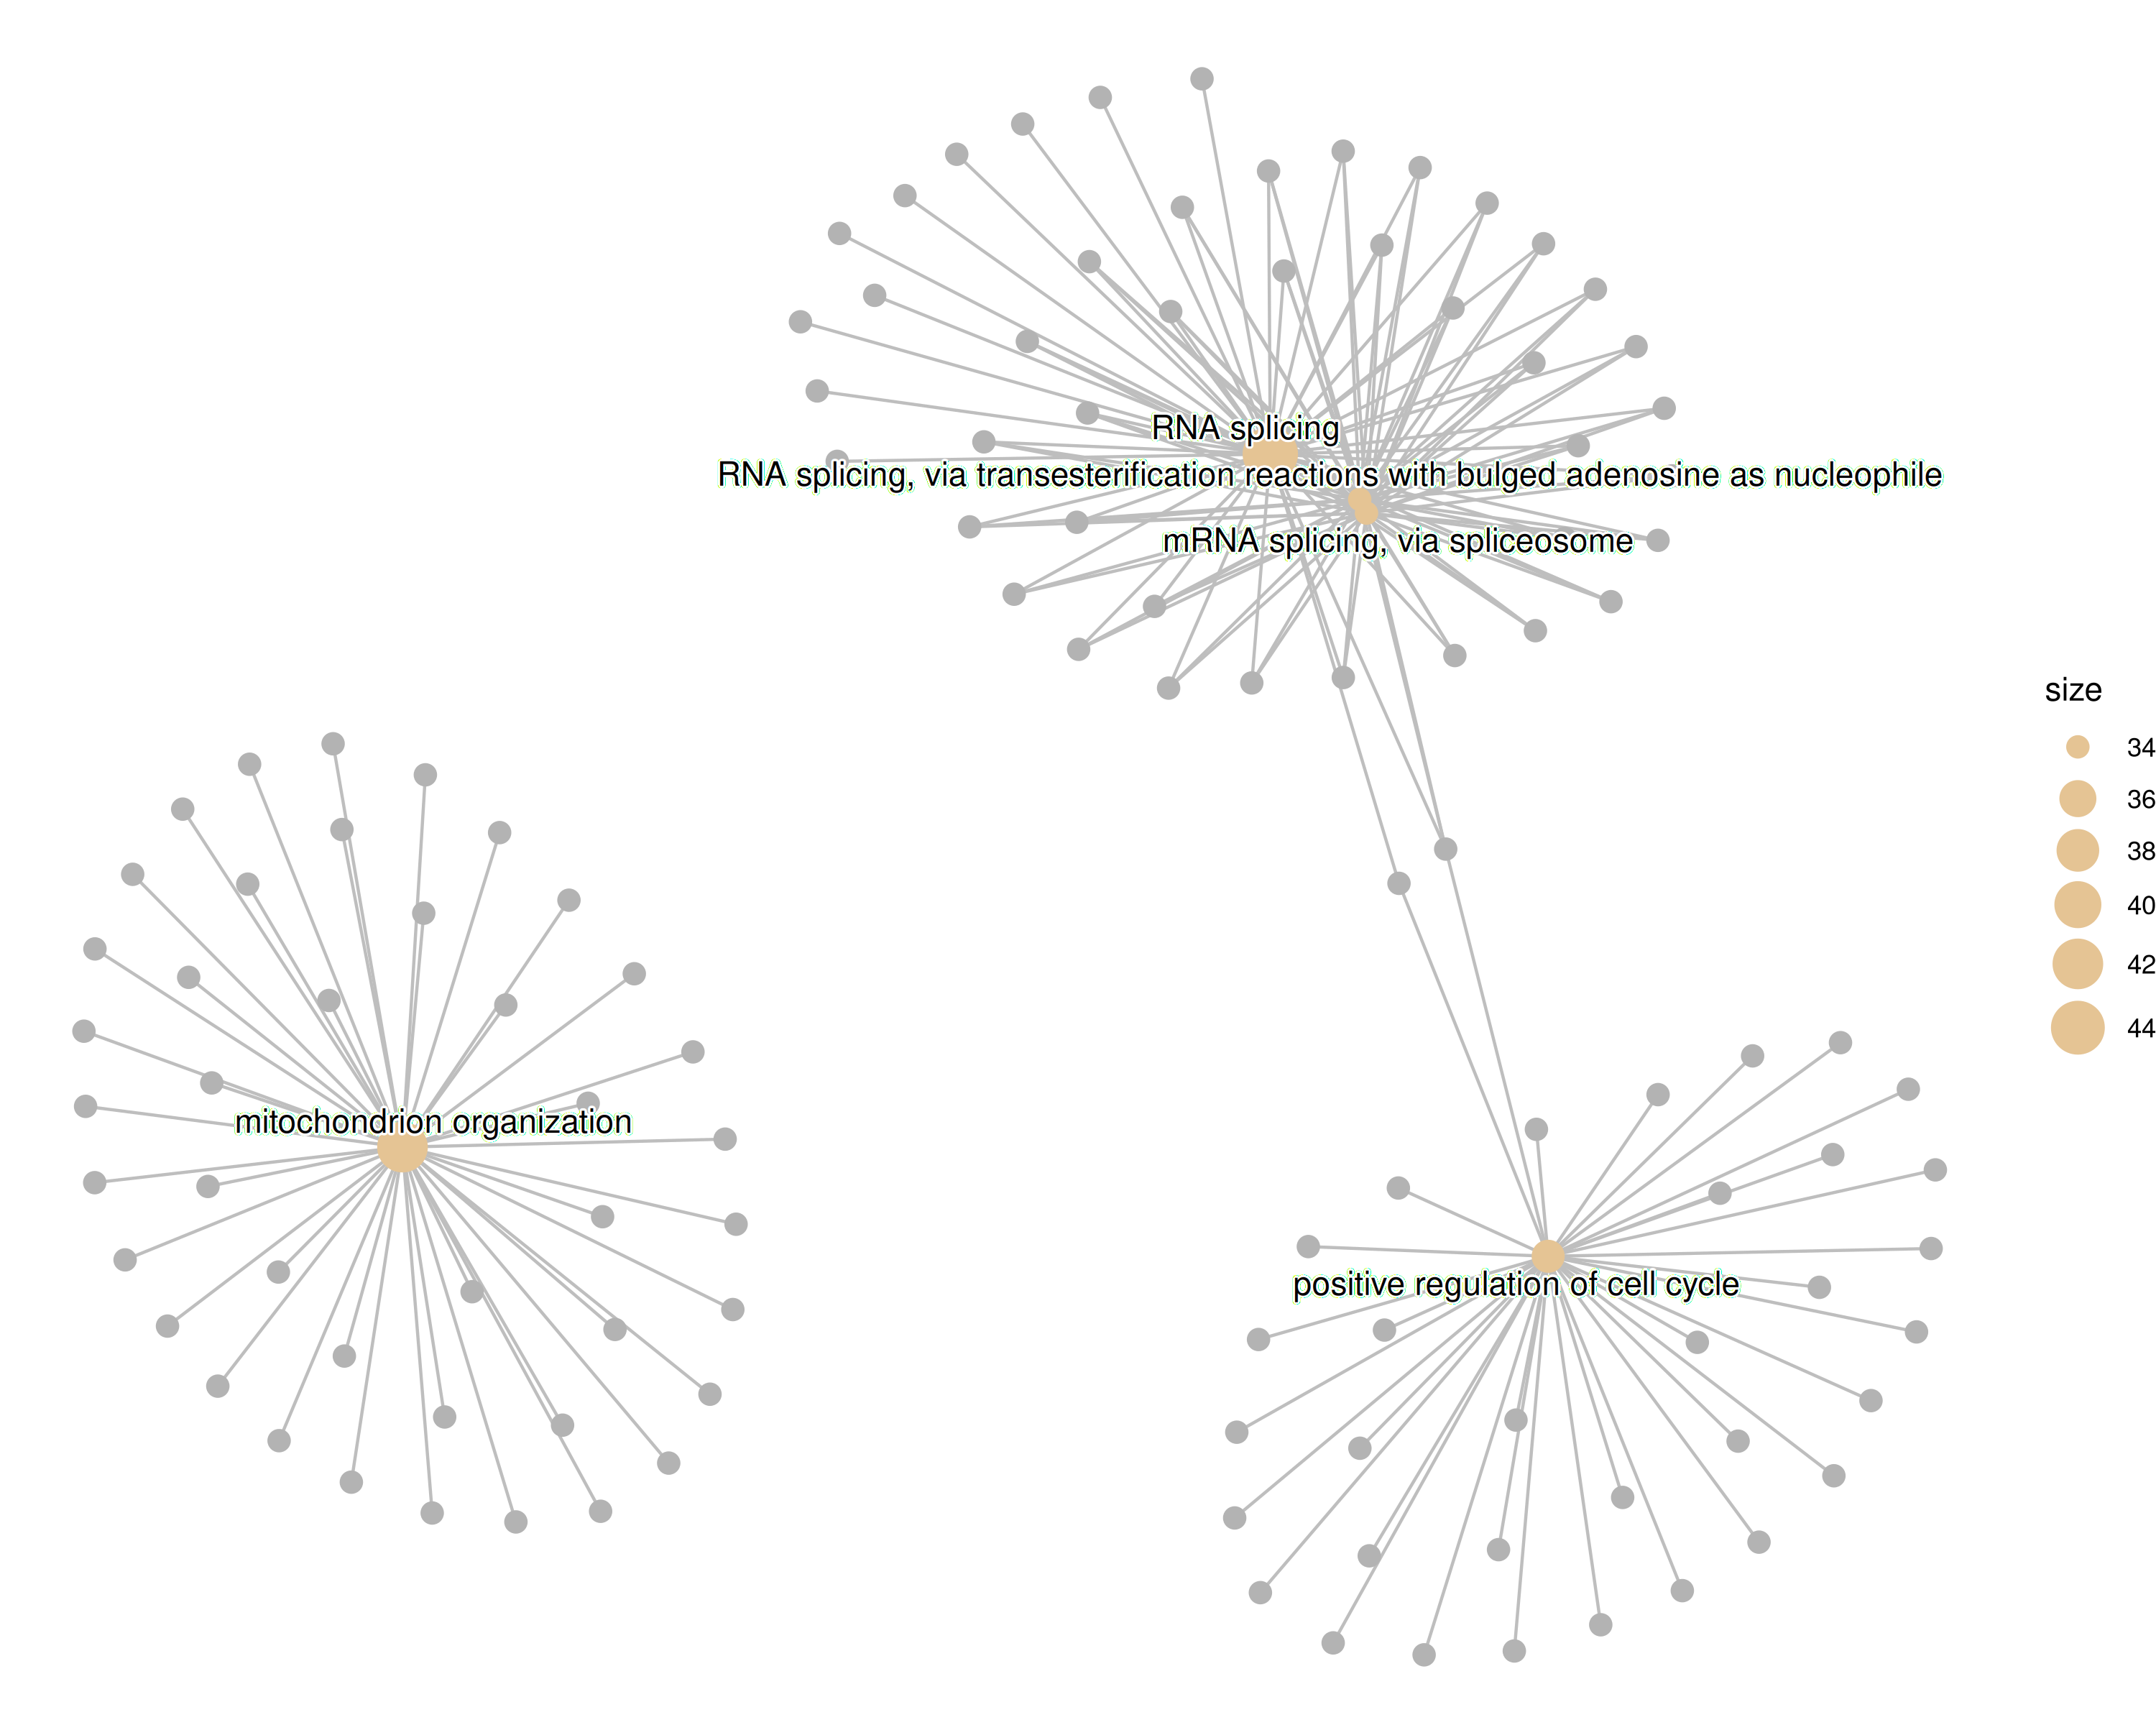 RNA splicing
RNA splicing, via transesterification reactions with bulged adenosine as nucleophile
mRNA splicing, via spliceosome
size
34
36
38
40
42
44
mitochondrion organization
positive regulation of cell cycle